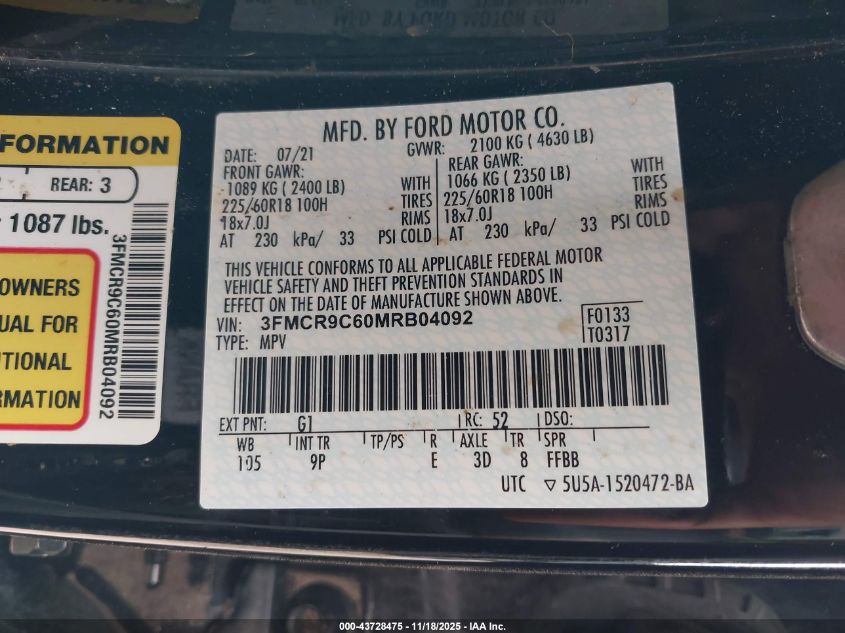 MFD. BY FORD MOTOR CO.
FORMATION
REAR: 3
1087 lbs.
3FMCR9C60MRB04092
OWNERS
UAL FOR
ITIONAL
RMATION
MFD. BY FORD MOTOR CO.
DATE: 07/21 GVWR: 2100 KG ( 4630 LB)
FRONT GAWR: REAR GAWR:
1089 KG ( 2400 LB) WITH 1066 KG ( 2350 LB) WITH
225/60R18 100H TIRES 225/60R18 100H TIRES
18x7.0J RIMS 18x7.0J RIMS
AT 230 kPa/ 33 PSI COLD AT 230 kPa/ 33 PSI COLD
THIS VEHICLE CONFORMS TO ALL APPLICABLE FEDERAL MOTOR
VEHICLE SAFETY AND THEFT PREVENTION STANDARDS IN
EFFECT ON THE DATE OF MANUFACTURE SHOWN ABOVE.
VIN: 3FMCR9C60MRB04092 F0133
TYPE: MPV T0317
EXT PNT: G1 RC: 52 DSO:
WB INT TR TP/PS R AXLE TR SPR
105 9P E 3D 8 FFBB
UTC ▽ 5U5A-1520472-BA
000-43728475 — 11/18/2025 — IAA Inc.